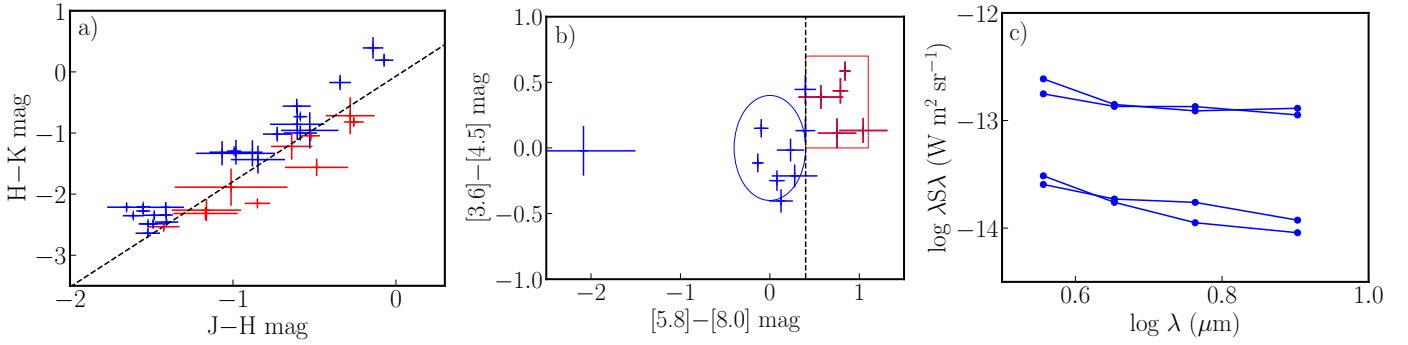 a)
1
0
−1
−2
−3
H−K mag
−2
−1
0
J−H mag
b)
1.0
0.5
0.0
−0.5
−1.0
[3.6]−[4.5] mag
−2
−1
0
1
[5.8]−[8.0] mag
c)
−12
−13
−14
log λSλ (W m² sr⁻¹)
0.6
0.8
1.0
log λ (μm)